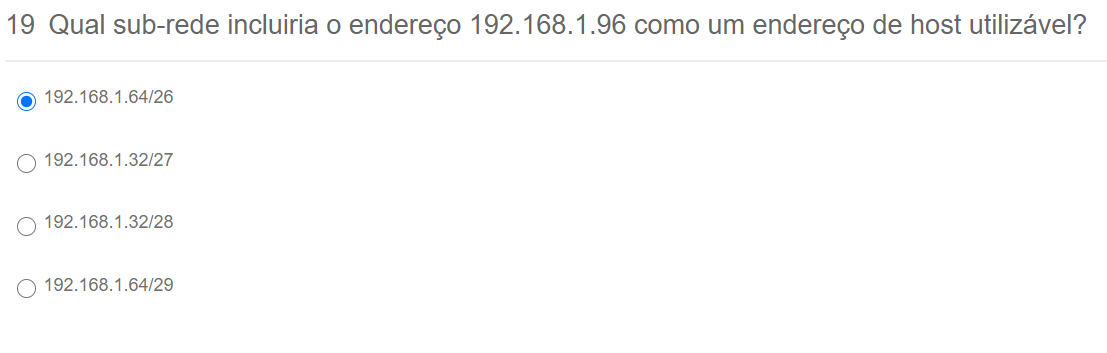 19 Qual sub-rede incluiria o endereço 192.168.1.96 como um endereço de host utilizável?
192.168.1.64/26
192.168.1.32/27
192.168.1.32/28
192.168.1.64/29